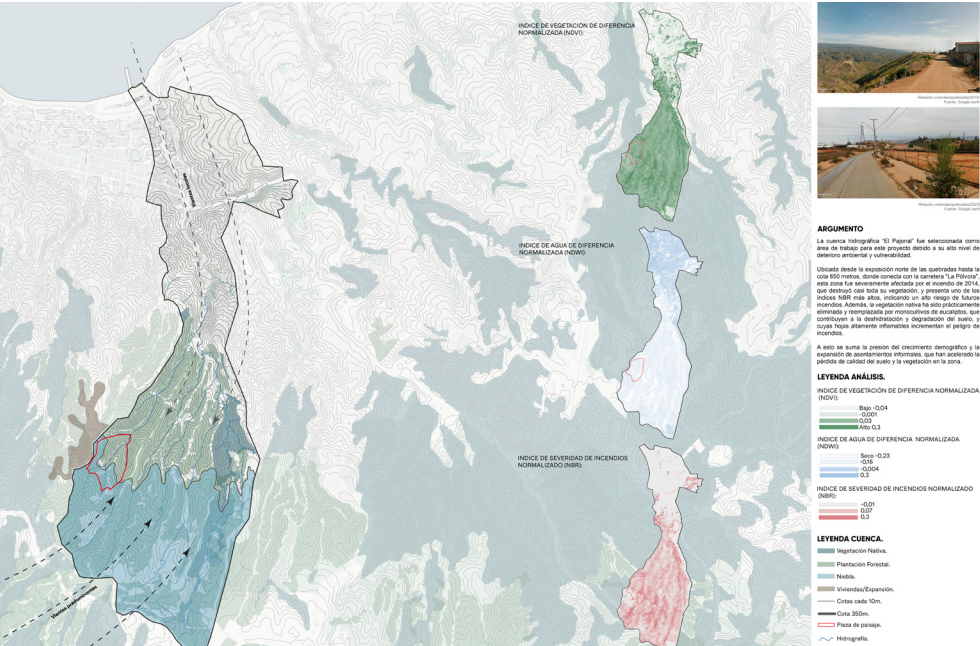 INDICE DE VEGETACIÓN DE DIFERENCIA
NORMALIZADA (NDVI):
INDICE DE AGUA DE DIFERENCIA
NORMALIZADA (NDWI):
INDICE DE SEVERIDAD DE INCENDIOS
NORMALIZADO (NBR):
Vientos locales
Vientos predominantes
Relación viviendas/quebradas(2012)
Fuente: Google earth
Relación viviendas/quebradas(2023)
Fuente: Google earth
ARGUMENTO
La cuenca hidrográfica "El Pajonal" fue seleccionada como
área de trabajo para este proyecto debido a su alto nivel de
deterioro ambiental y vulnerabilidad.
Ubicada desde la exposición norte de las quebradas hasta la
cota 650 metros, donde conecta con la carretera "La Pólvora",
esta zona fue severamente afectada por el incendio de 2014,
que destruyó casi toda su vegetación, y presenta uno de los
índices NBR más altos, indicando un alto riesgo de futuros
incendios. Además, la vegetación nativa ha sido prácticamente
eliminada y reemplazada por monocultivos de eucaliptos, que
contribuyen a la deshidratación y degradación del suelo, y
cuyas hojas altamente inflamables incrementan el peligro de
incendios.
A esto se suma la presión del crecimiento demográfico y la
expansión de asentamientos informales, que han acelerado la
pérdida de calidad del suelo y la vegetación en la zona.
LEYENDA ANÁLISIS.
INDICE DE VEGETACIÓN DE DIFERENCIA NORMALIZADA
(NDVI):
Bajo -0,04
-0,001
0,03
Alto 0,3
INDICE DE AGUA DE DIFERENCIA NORMALIZADA
(NDWI):
Seco -0,23
-0,16
-0,004
0,3
INDICE DE SEVERIDAD DE INCENDIOS NORMALIZADO
(NBR):
-0,01
0,07
0,3
LEYENDA CUENCA.
Vegetación Nativa.
Plantación Forestal.
Niebla.
Viviendas/Expansión.
Cotas cada 10m.
Cota 350m.
Pieza de paisaje.
Hidrografía.